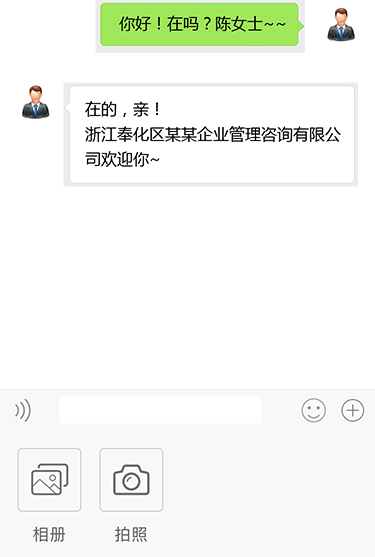 你好！在吗？陈女士~~
在的，亲！
浙江奉化区某某企业管理咨询有限公
司欢迎你~
相册
拍照